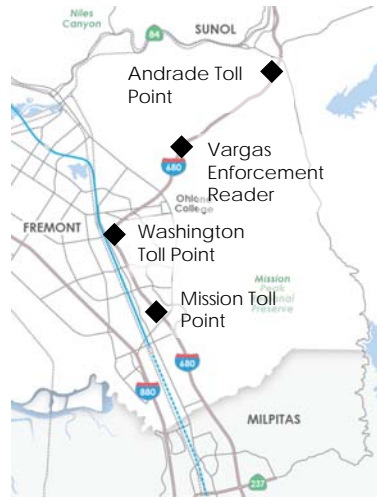 Niles
Canyon
84
SUNOL
Andrade Toll
Point
680
Vargas
Enforcement
Reader
Ohlone
College
FREMONT
Washington
Toll Point
Mission
Peak
Preserve
Mission Toll
Point
680
880
MILPITAS
237